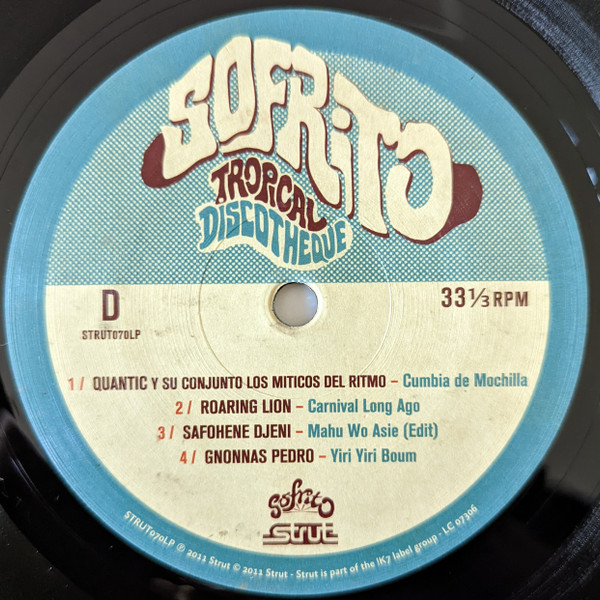 SOFRiTO
TROPiCAL
DISCOTHEQUE
D
33 1/3 RPM
STRUT070LP
1 / QUANTIC Y SU CONJUNTO LOS MITICOS DEL RITMO – Cumbia de Mochilla
2 / ROARING LION – Carnival Long Ago
3 / SAFOHENE DJENI – Mahu Wo Asie (Edit)
4 / GNONNAS PEDRO – Yiri Yiri Boum
sofrito
strut
STRUT070LP ℗ 2011 Strut © 2011 Strut - Strut is part of the !K7 label group - LC 07306